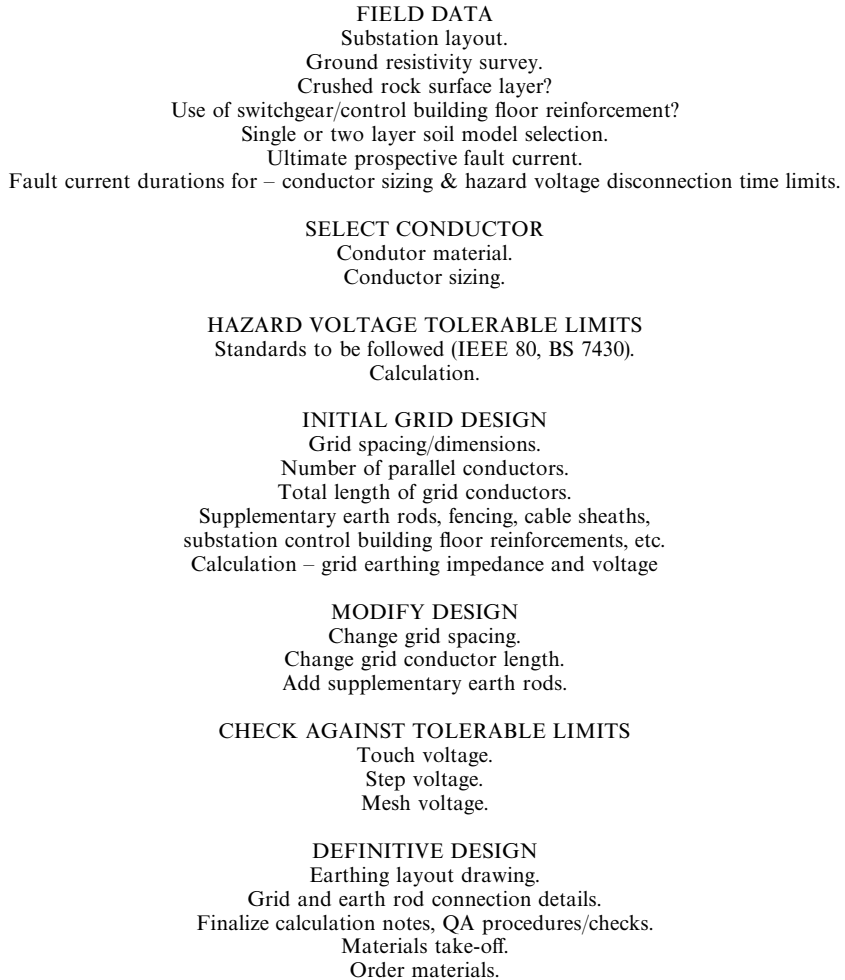 FIELD DATA
Substation layout.
Ground resistivity survey.
Crushed rock surface layer?
Use of switchgear/control building floor reinforcement?
Single or two layer soil model selection.
Ultimate prospective fault current.
Fault current durations for – conductor sizing & hazard voltage disconnection time limits.
SELECT CONDUCTOR
Condutor material.
Conductor sizing.
HAZARD VOLTAGE TOLERABLE LIMITS
Standards to be followed (IEEE 80, BS 7430).
Calculation.
INITIAL GRID DESIGN
Grid spacing/dimensions.
Number of parallel conductors.
Total length of grid conductors.
Supplementary earth rods, fencing, cable sheaths,
substation control building floor reinforcements, etc.
Calculation – grid earthing impedance and voltage
MODIFY DESIGN
Change grid spacing.
Change grid conductor length.
Add supplementary earth rods.
CHECK AGAINST TOLERABLE LIMITS
Touch voltage.
Step voltage.
Mesh voltage.
DEFINITIVE DESIGN
Earthing layout drawing.
Grid and earth rod connection details.
Finalize calculation notes, QA procedures/checks.
Materials take-off.
Order materials.